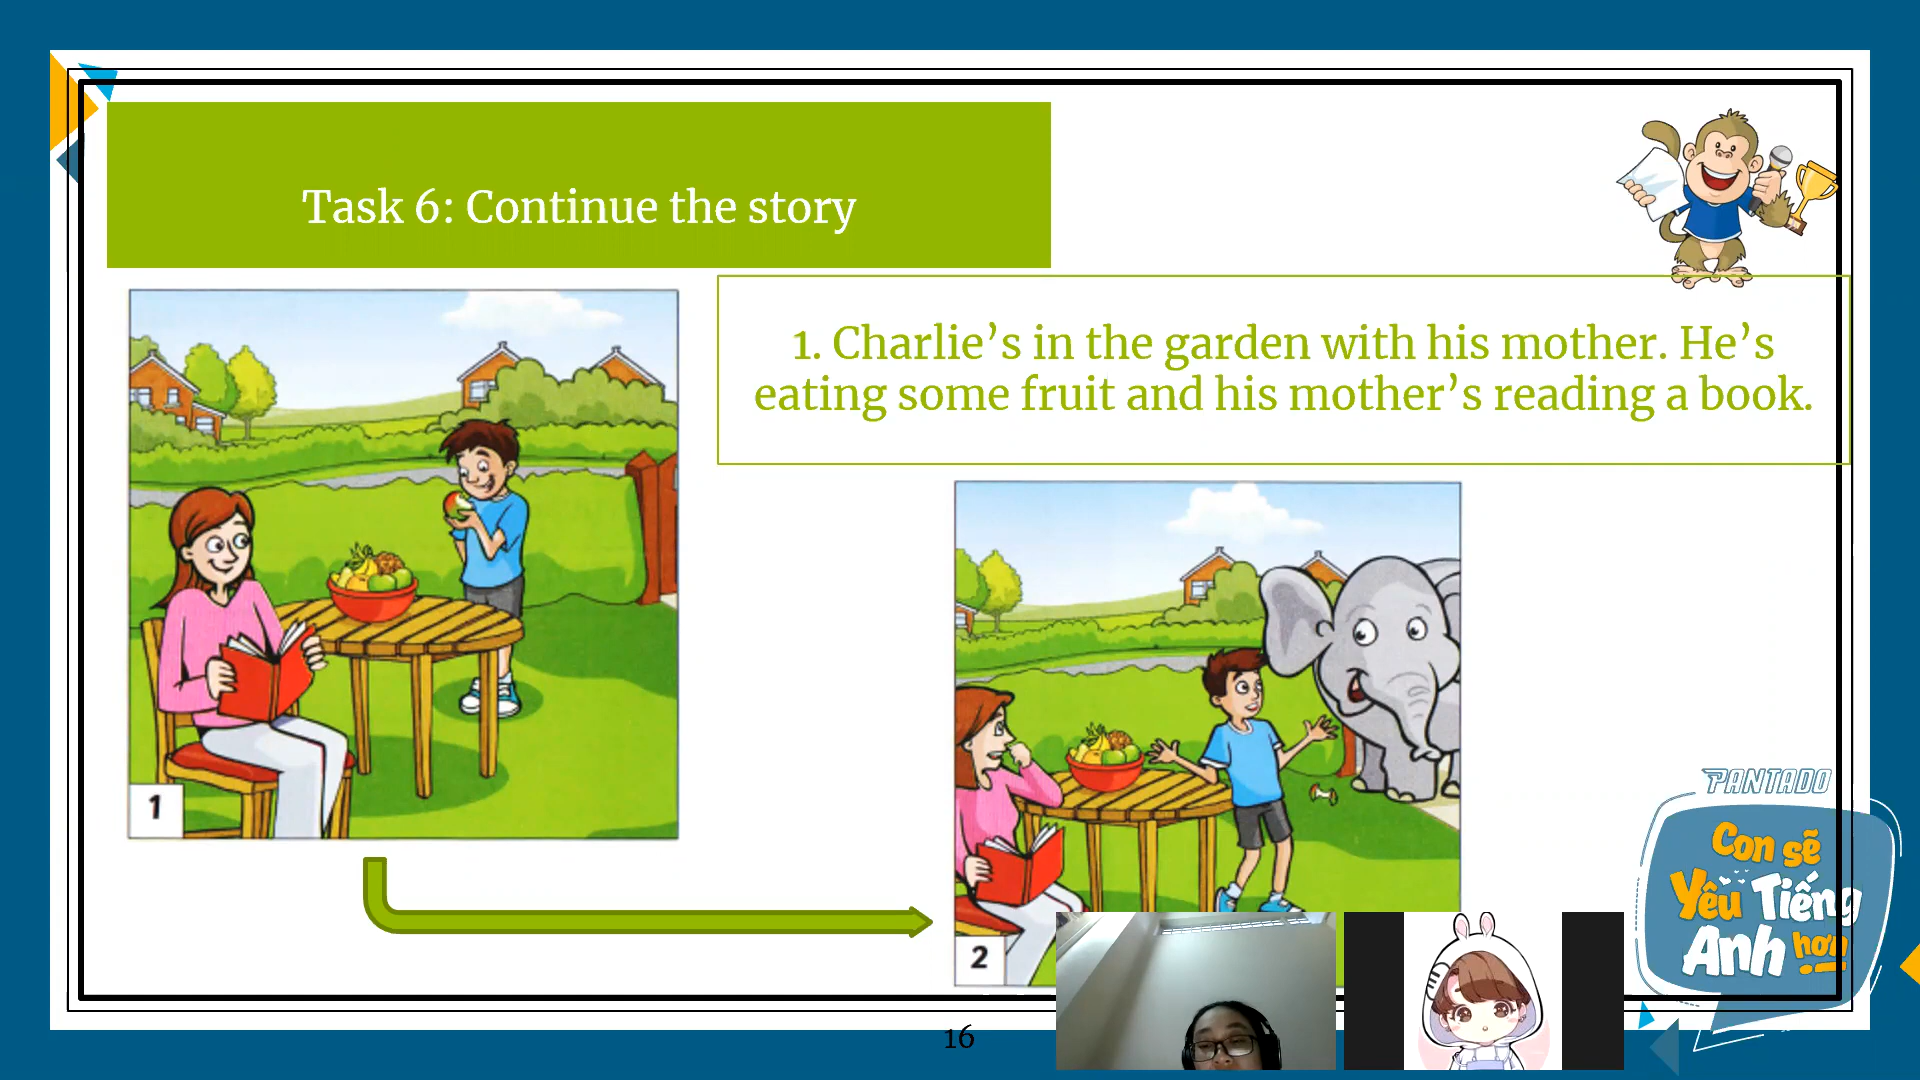 Task 6: Continue the story
1. Charlie’s in the garden with his mother. He’s
eating some fruit and his mother’s reading a book.
1
2
PANTADO
Con sẽ
Yêu Tiếng
Anh hơn
16